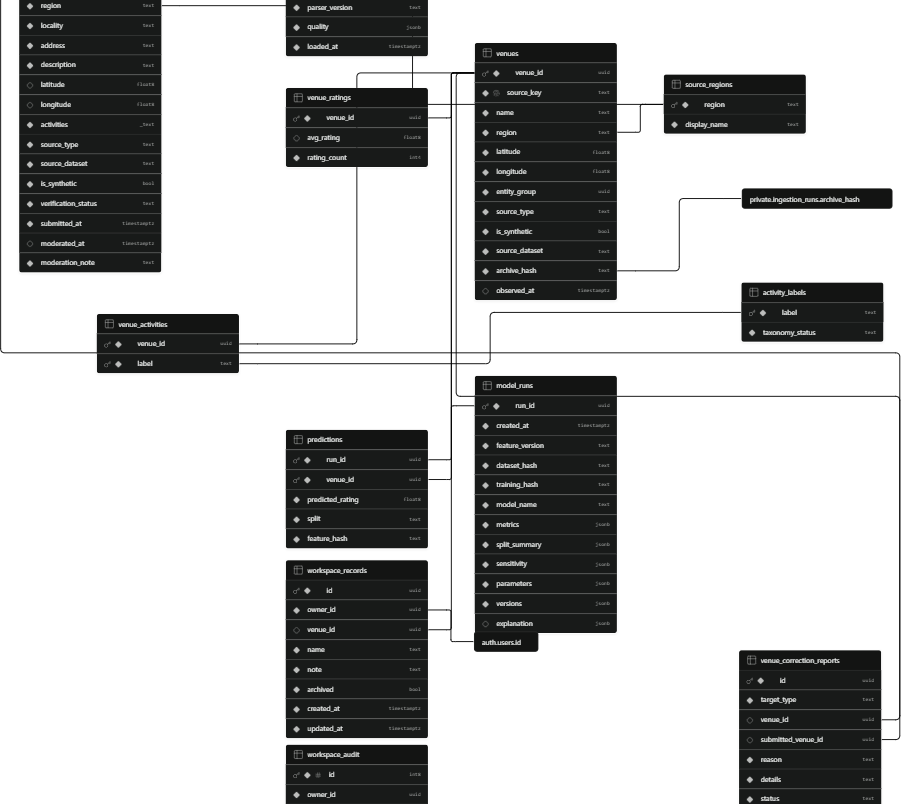 region text
locality text
address text
description text
latitude float8
longitude float8
activities _text
source_type text
source_dataset text
is_synthetic bool
verification_status text
submitted_at timestamptz
moderated_at timestamptz
moderation_note text
parser_version text
quality jsonb
loaded_at timestamptz
venue_ratings
venue_id uuid
avg_rating float8
rating_count int4
venues
venue_id uuid
source_key text
name text
region text
latitude float8
longitude float8
entity_group uuid
source_type text
is_synthetic bool
source_dataset text
archive_hash text
observed_at timestamptz
source_regions
region text
display_name text
private.ingestion_runs.archive_hash
activity_labels
label text
taxonomy_status text
venue_activities
venue_id uuid
label text
model_runs
run_id uuid
created_at timestamptz
feature_version text
dataset_hash text
training_hash text
model_name text
metrics jsonb
split_summary jsonb
sensitivity jsonb
parameters jsonb
versions jsonb
explanation jsonb
auth.users.id
predictions
run_id uuid
venue_id uuid
predicted_rating float8
split text
feature_hash text
workspace_records
id uuid
owner_id uuid
venue_id uuid
name text
note text
archived bool
created_at timestamptz
updated_at timestamptz
workspace_audit
id int8
owner_id uuid
venue_correction_reports
id uuid
target_type text
venue_id uuid
submitted_venue_id uuid
reason text
details text
status text